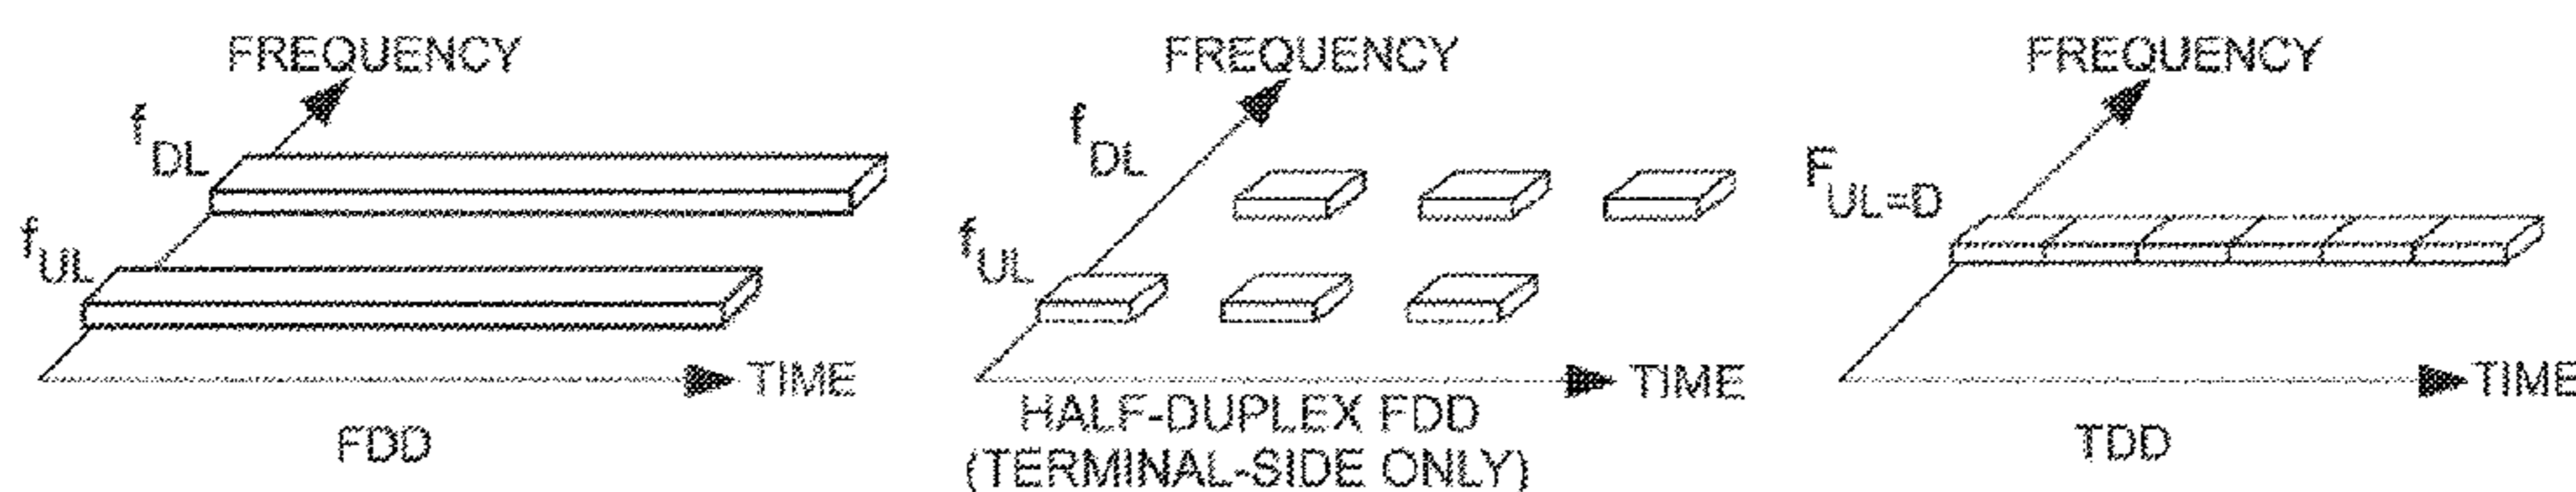 FREQUENCY
f DL
f UL
TIME
FDD
FREQUENCY
f DL
f UL
TIME
HALF-DUPLEX FDD
(TERMINAL-SIDE ONLY)
FREQUENCY
F UL=D
TIME
TDD